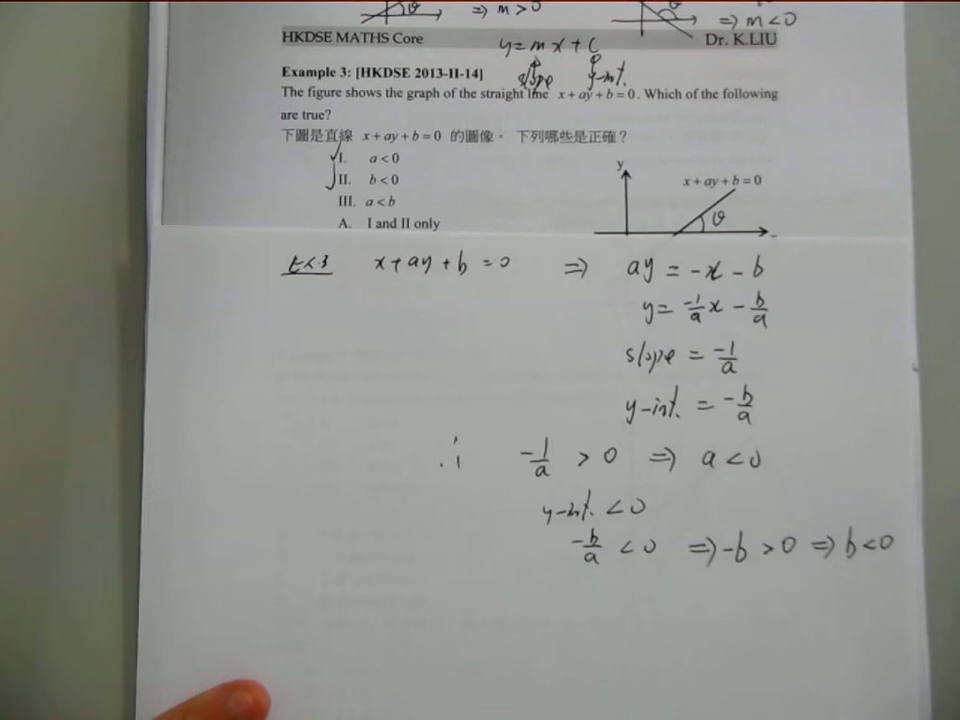 θ ⇒ m > 0
θ ⇒ m < 0
HKDSE MATHS Core
Dr. K.LIU
y = mx + c
slope y-int.
Example 3: [HKDSE 2013-II-14]
The figure shows the graph of the straight line x + ay + b = 0. Which of the following
are true?
下圖是直線 x + ay + b = 0 的圖像。 下列哪些是正確？
✓I. a < 0
✓II. b < 0
III. a < b
A. I and II only
y
x + ay + b = 0
θ
Ex.3 x + ay + b = 0 ⇒ ay = -x - b
y = -1/a x - b/a
slope = -1/a
y-int. = -b/a
∴ -1/a > 0 ⇒ a < 0
y-int. < 0
-b/a < 0 ⇒ -b > 0 ⇒ b < 0